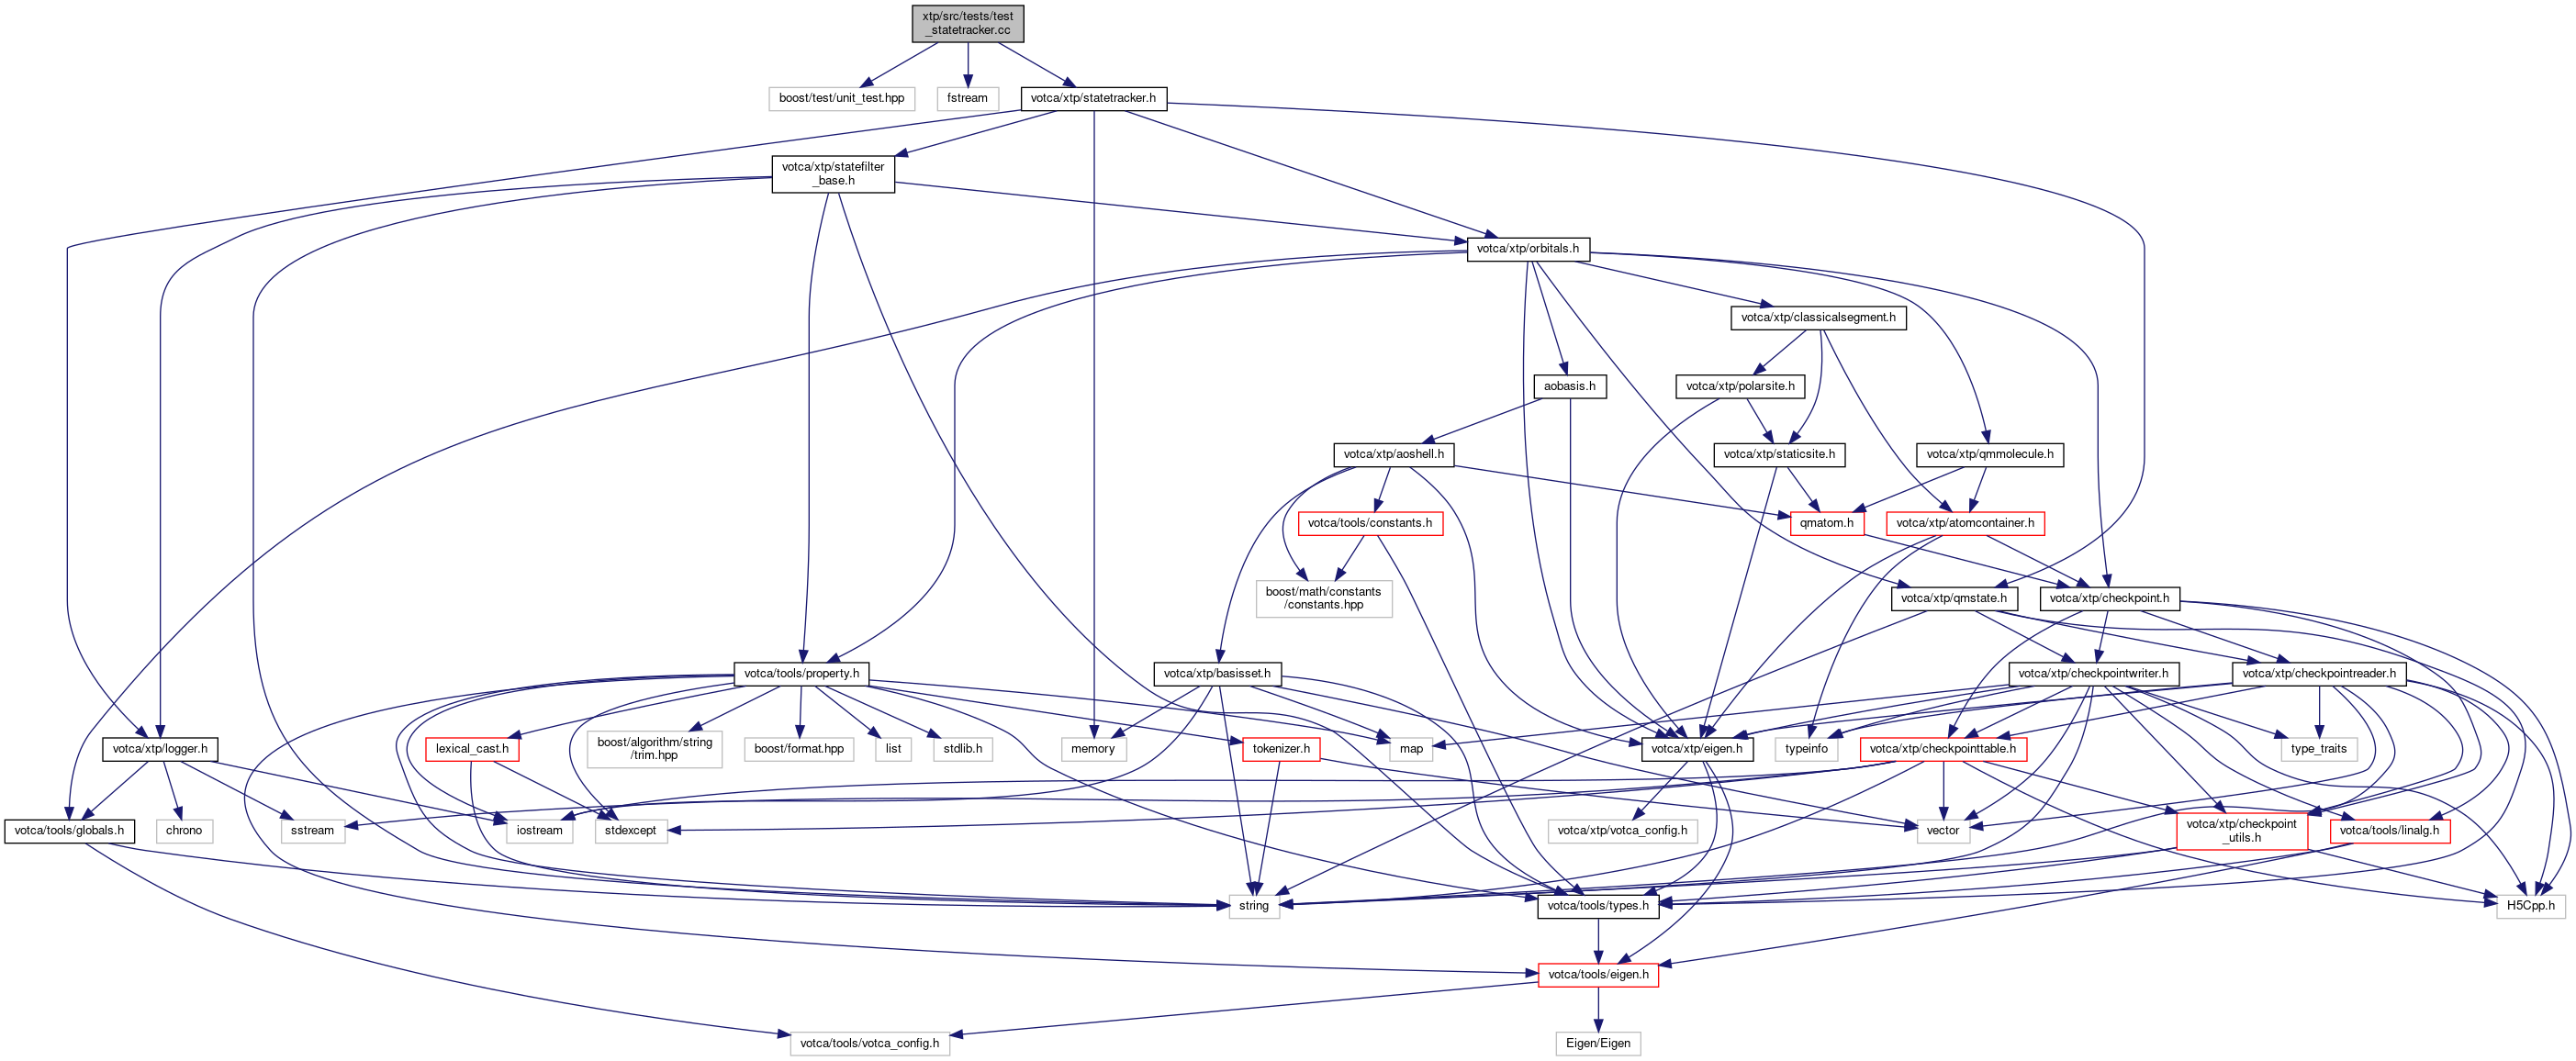 xtp/src/tests/test
_statetracker.cc
boost/test/unit_test.hpp
fstream
votca/xtp/statetracker.h
votca/xtp/statefilter
_base.h
votca/xtp/orbitals.h
votca/xtp/classicalsegment.h
aobasis.h
votca/xtp/polarsite.h
votca/xtp/aoshell.h
votca/xtp/staticsite.h
votca/xtp/qmmolecule.h
votca/tools/constants.h
qmatom.h
votca/xtp/atomcontainer.h
boost/math/constants
/constants.hpp
votca/xtp/qmstate.h
votca/xtp/checkpoint.h
votca/tools/property.h
votca/xtp/basisset.h
votca/xtp/checkpointwriter.h
votca/xtp/checkpointreader.h
votca/xtp/logger.h
lexical_cast.h
boost/algorithm/string
/trim.hpp
boost/format.hpp
list
stdlib.h
memory
tokenizer.h
map
votca/xtp/eigen.h
typeinfo
votca/xtp/checkpointtable.h
type_traits
votca/tools/globals.h
chrono
sstream
iostream
stdexcept
votca/xtp/votca_config.h
vector
votca/xtp/checkpoint
_utils.h
votca/tools/linalg.h
string
votca/tools/types.h
H5Cpp.h
votca/tools/eigen.h
votca/tools/votca_config.h
Eigen/Eigen